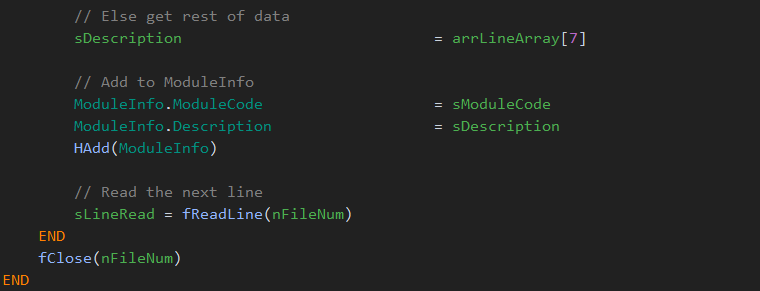 // Else get rest of data
sDescription = arrLineArray[7]
// Add to ModuleInfo
ModuleInfo.ModuleCode = sModuleCode
ModuleInfo.Description = sDescription
HAdd(ModuleInfo)
// Read the next line
sLineRead = fReadLine(nFileNum)
END
fClose(nFileNum)
END